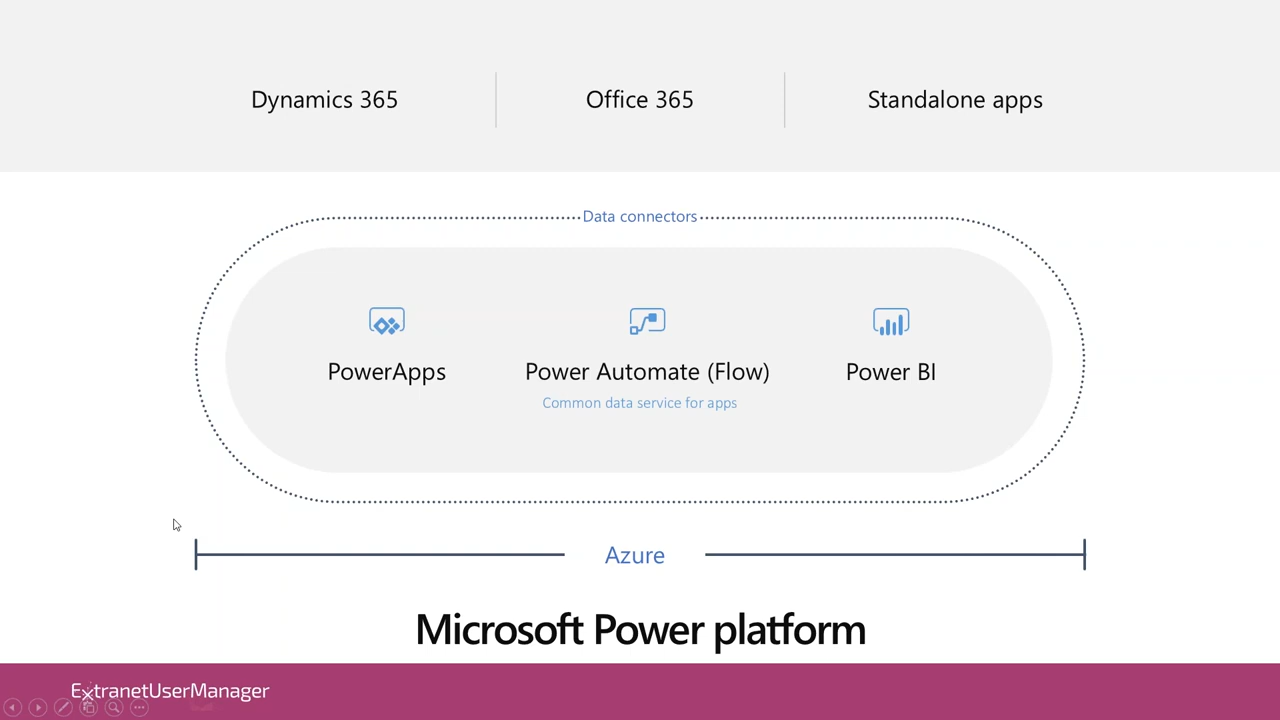 Dynamics 365
Office 365
Standalone apps
Data connectors
PowerApps
Power Automate (Flow)
Power BI
Common data service for apps
Azure
Microsoft Power platform
ExtranetUserManager